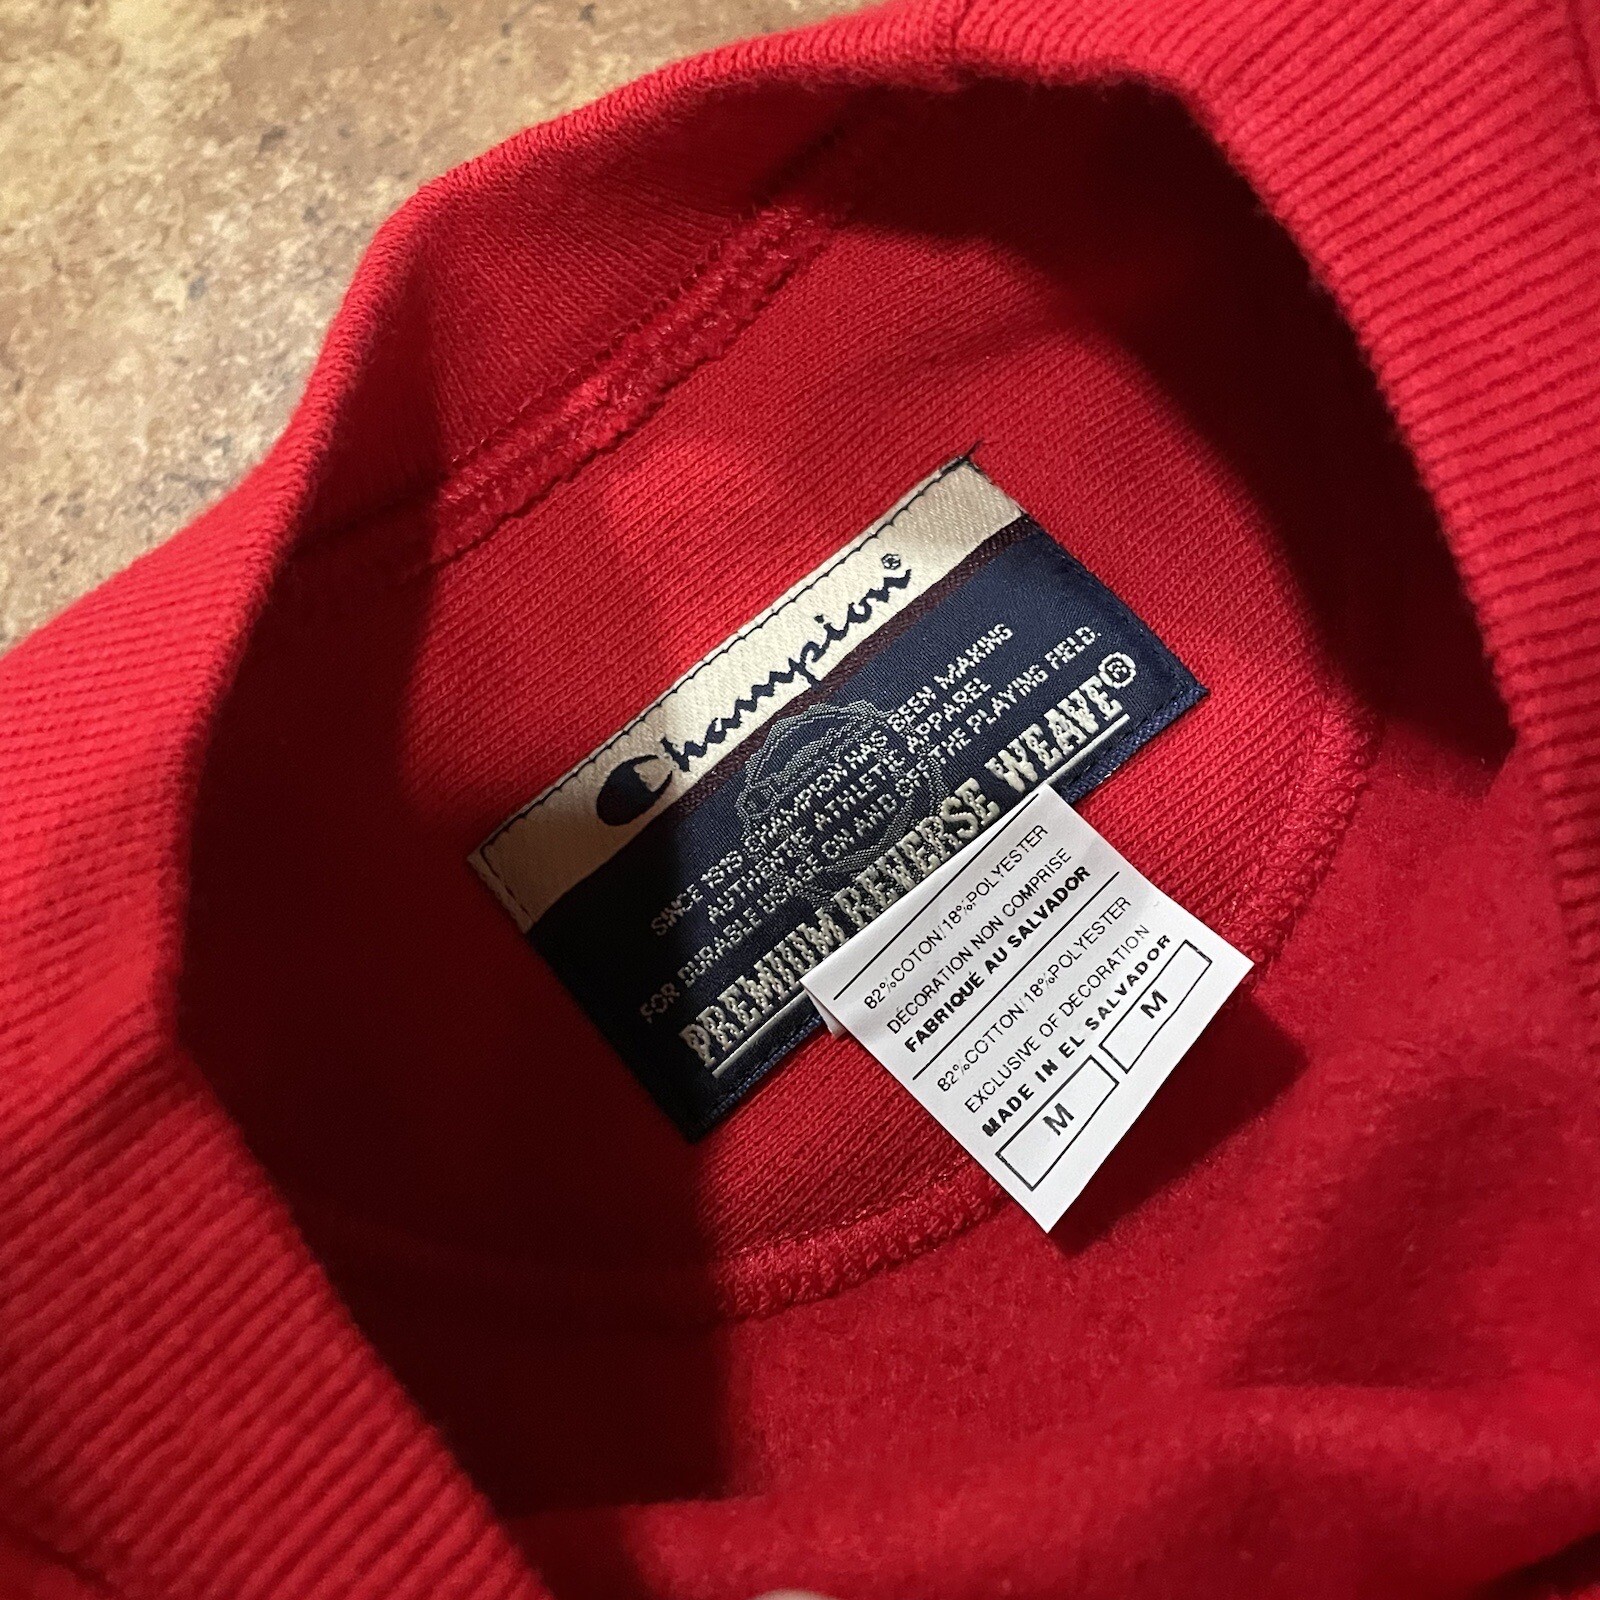 Champion®
SINCE 1919 CHAMPION HAS BEEN MAKING
AUTHENTIC ATHLETIC APPAREL
FOR DURABLE USAGE ON AND OFF THE PLAYING FIELD.
PREMIUM REVERSE WEAVE®
82%COTON/18%POLYESTER
DÉCORATION NON COMPRISE
FABRIQUÉ AU SALVADOR
82%COTTON/18%POLYESTER
EXCLUSIVE OF DECORATION
MADE IN EL SALVADOR
M
M